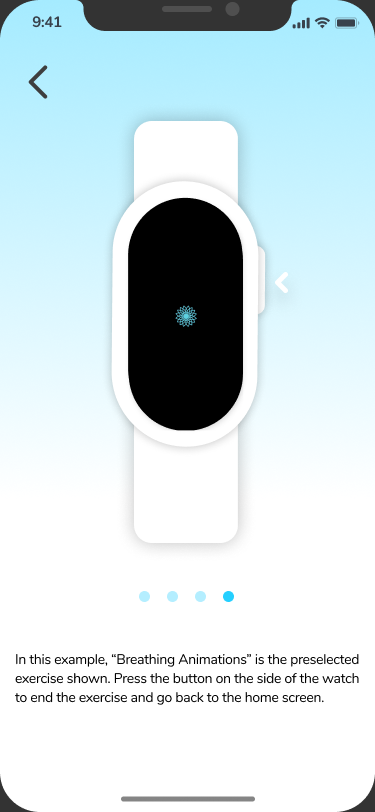 9:41
In this example, “Breathing Animations” is the preselected
exercise shown. Press the button on the side of the watch
to end the exercise and go back to the home screen.